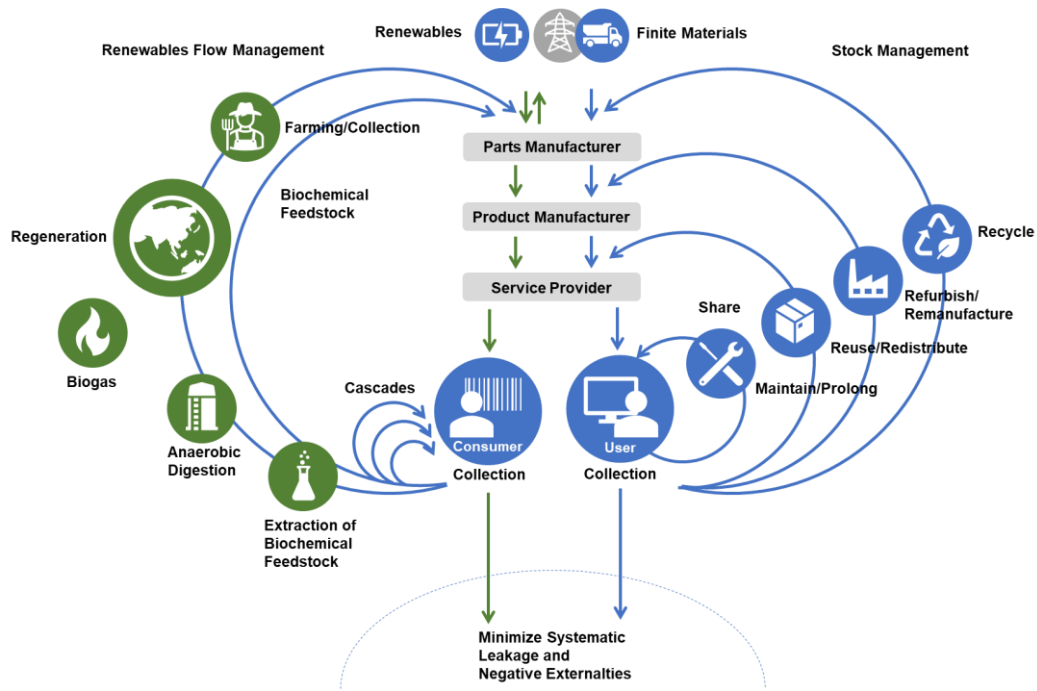 Renewables
Finite Materials
Renewables Flow Management
Stock Management
Farming/Collection
Parts Manufacturer
Biochemical
Feedstock
Product Manufacturer
Regeneration
Recycle
Service Provider
Share
Refurbish/
Remanufacture
Reuse/Redistribute
Biogas
Cascades
Maintain/Prolong
Consumer
User
Anaerobic
Digestion
Collection
Collection
Extraction of
Biochemical
Feedstock
Minimize Systematic
Leakage and
Negative Externalties